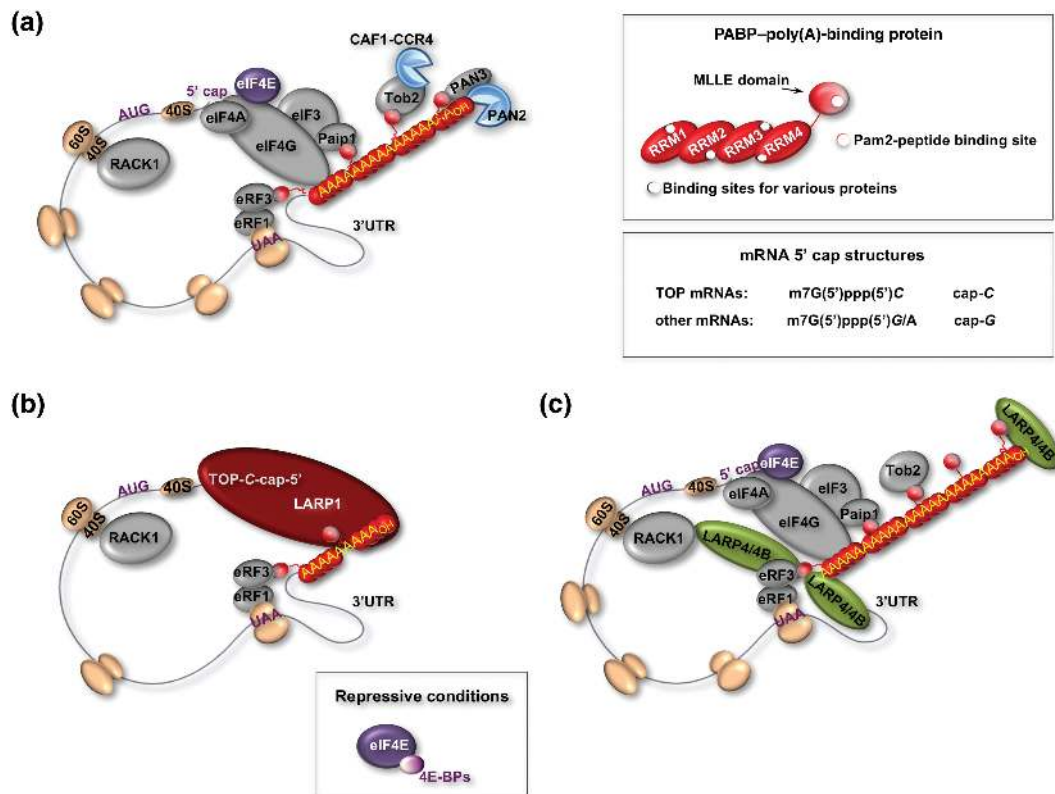 (a)
CAF1-CCR4
5' cap
eIF4E
AUG
40S
eIF4A
eIF3
Tob2
PAN3
PAN2
60S
40S
RACK1
eIF4G
Paip1
AAAAAAAAAAAAAAAAA-OH
eRF3
eRF1
UAA
3'UTR
PABP–poly(A)-binding protein
MLLE domain
RRM1
RRM2
RRM3
RRM4
Pam2-peptide binding site
Binding sites for various proteins
mRNA 5' cap structures
TOP mRNAs: m7G(5')ppp(5')C cap-C
other mRNAs: m7G(5')ppp(5')G/A cap-G
(b)
TOP-C-cap-5'
LARP1
AUG
40S
60S
40S
RACK1
AAAAAAAAA OH
eRF3
eRF1
UAA
3'UTR
Repressive conditions
eIF4E
4E-BPs
(c)
LARP4/4B
5' cap
eIF4E
AUG
40S
eIF4A
eIF3
Tob2
60S
40S
RACK1
eIF4G
Paip1
LARP4/4B
eRF3
eRF1
LARP4/4B
UAA
3'UTR